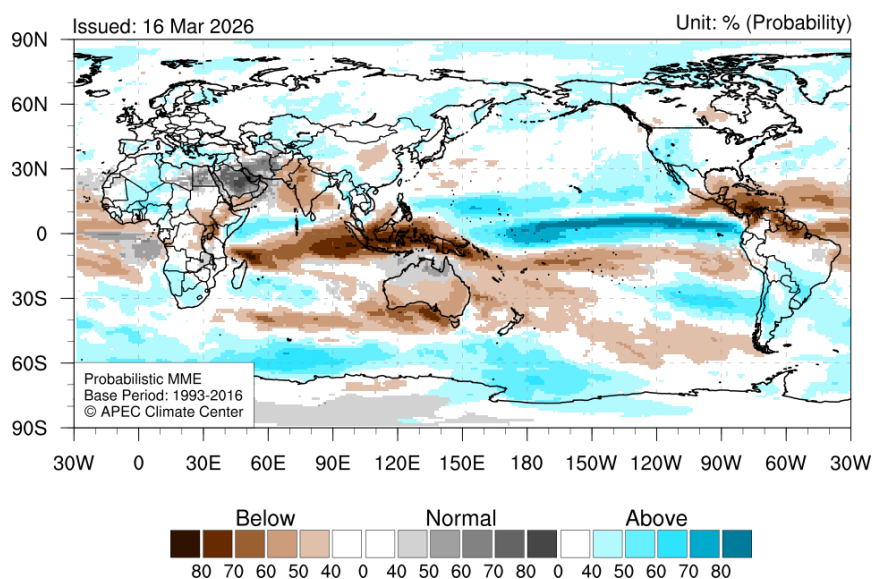 Issued: 16 Mar 2026
Unit: % (Probability)
90N
60N
30N
0
30S
60S
90S
Probabilistic MME
Base Period: 1993-2016
© APEC Climate Center
30W 0 30E 60E 90E 120E 150E 180 150W 120W 90W 60W 30W
Below Normal Above
80 70 60 50 40 0 40 50 60 70 80 0 40 50 60 70 80